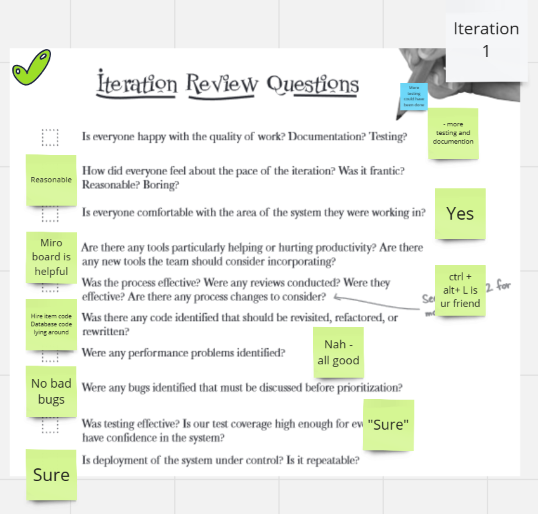 Iteration
1
Iteration Review Questions
More
testing
could have
been done
Is everyone happy with the quality of work? Documentation? Testing?
- more
testing and
documention
Reasonable
How did everyone feel about the pace of the iteration? Was it frantic?
Reasonable? Boring?
Is everyone comfortable with the area of the system they were working in?
Yes
Miro
board is
helpful
Are there any tools particularly helping or hurting productivity? Are there
any new tools the team should consider incorporating?
Was the process effective? Were any reviews conducted? Were they
effective? Are there any process changes to consider?
ctrl +
alt+ L is
ur friend
2 for
Hire item code
Database code
lying around
Was there any code identified that should be revisited, refactored, or
rewritten?
Were any performance problems identified?
Nah -
all good
No bad
bugs
Were any bugs identified that must be discussed before prioritization?
Was testing effective? Is our test coverage high enough for
have confidence in the system?
"Sure"
Sure
Is deployment of the system under control? Is it repeatable?